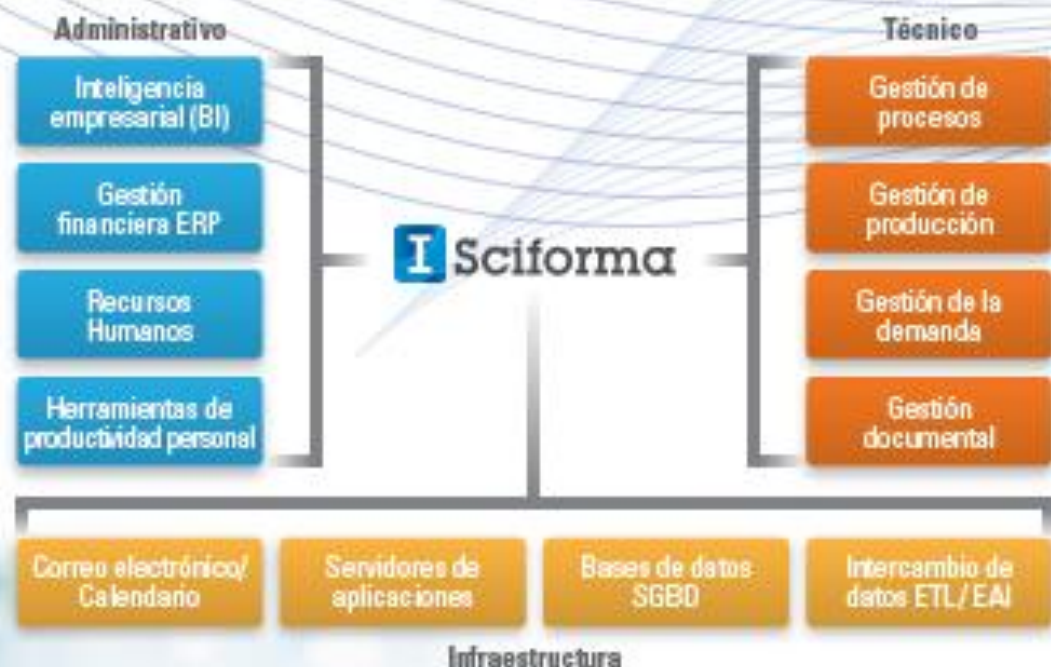 Administrativo
Inteligencia
empresarial (BI)
Gestión
financiera ERP
Recursos
Humanos
Herramientas de
productividad personal
Sciforma
Técnico
Gestión de
procesos
Gestión de
producción
Gestión de la
demanda
Gestión
documental
Correo electrónico/
Calendario
Servidores de
aplicaciones
Bases de datos
SGBD
Intercambio de
datos ETL/EAI
Infraestructura